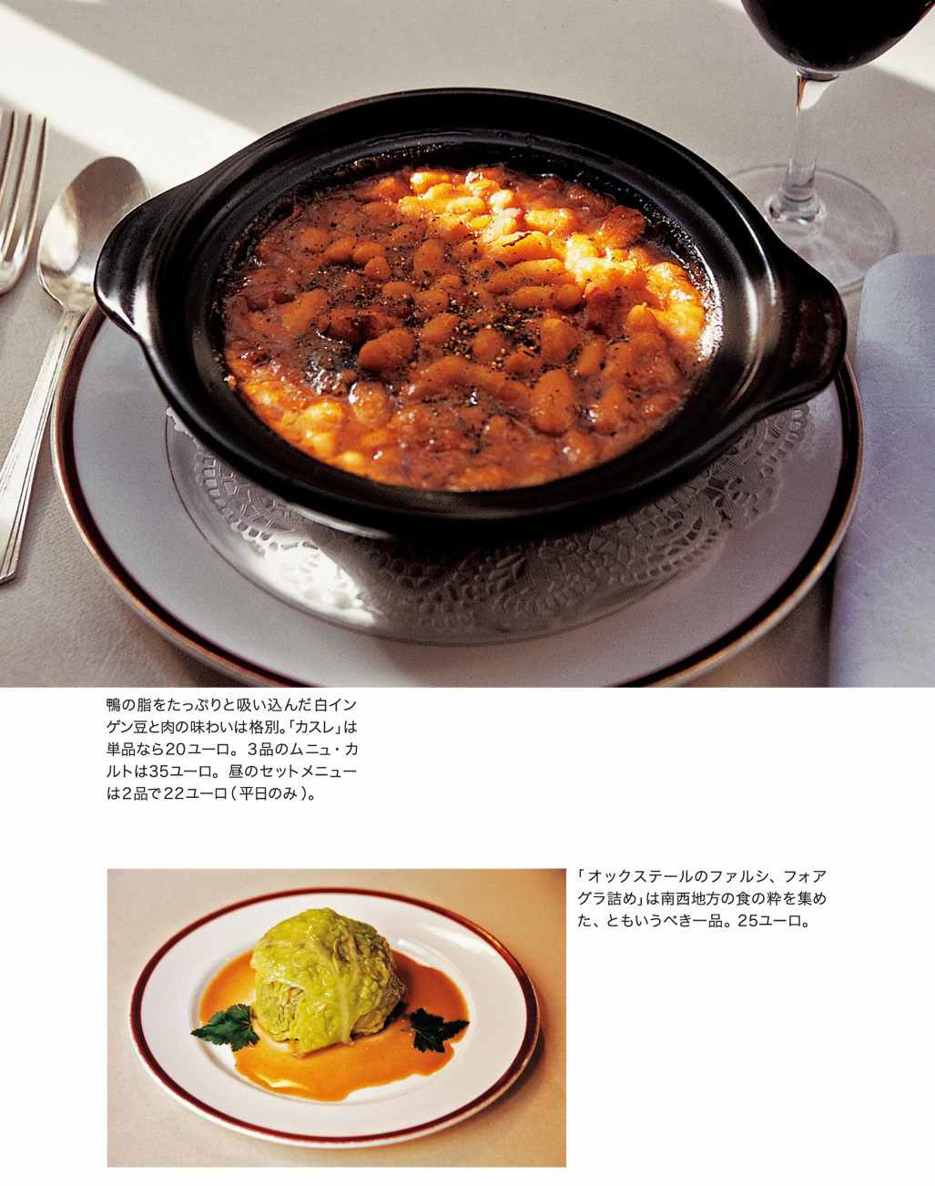 鴨の脂をたっぷりと吸い込んだ白イン
ゲン豆と肉の味わいは格別。「カスレ」は
単品なら20ユーロ。3品のムニュ・カ
ルトは35ユーロ。昼のセットメニュー
は2品で22ユーロ（平日のみ）。
「オックステールのファルシ、フォア
グラ詰め」は南西地方の食の粋を集め
た、ともいうべき一品。25ユーロ。